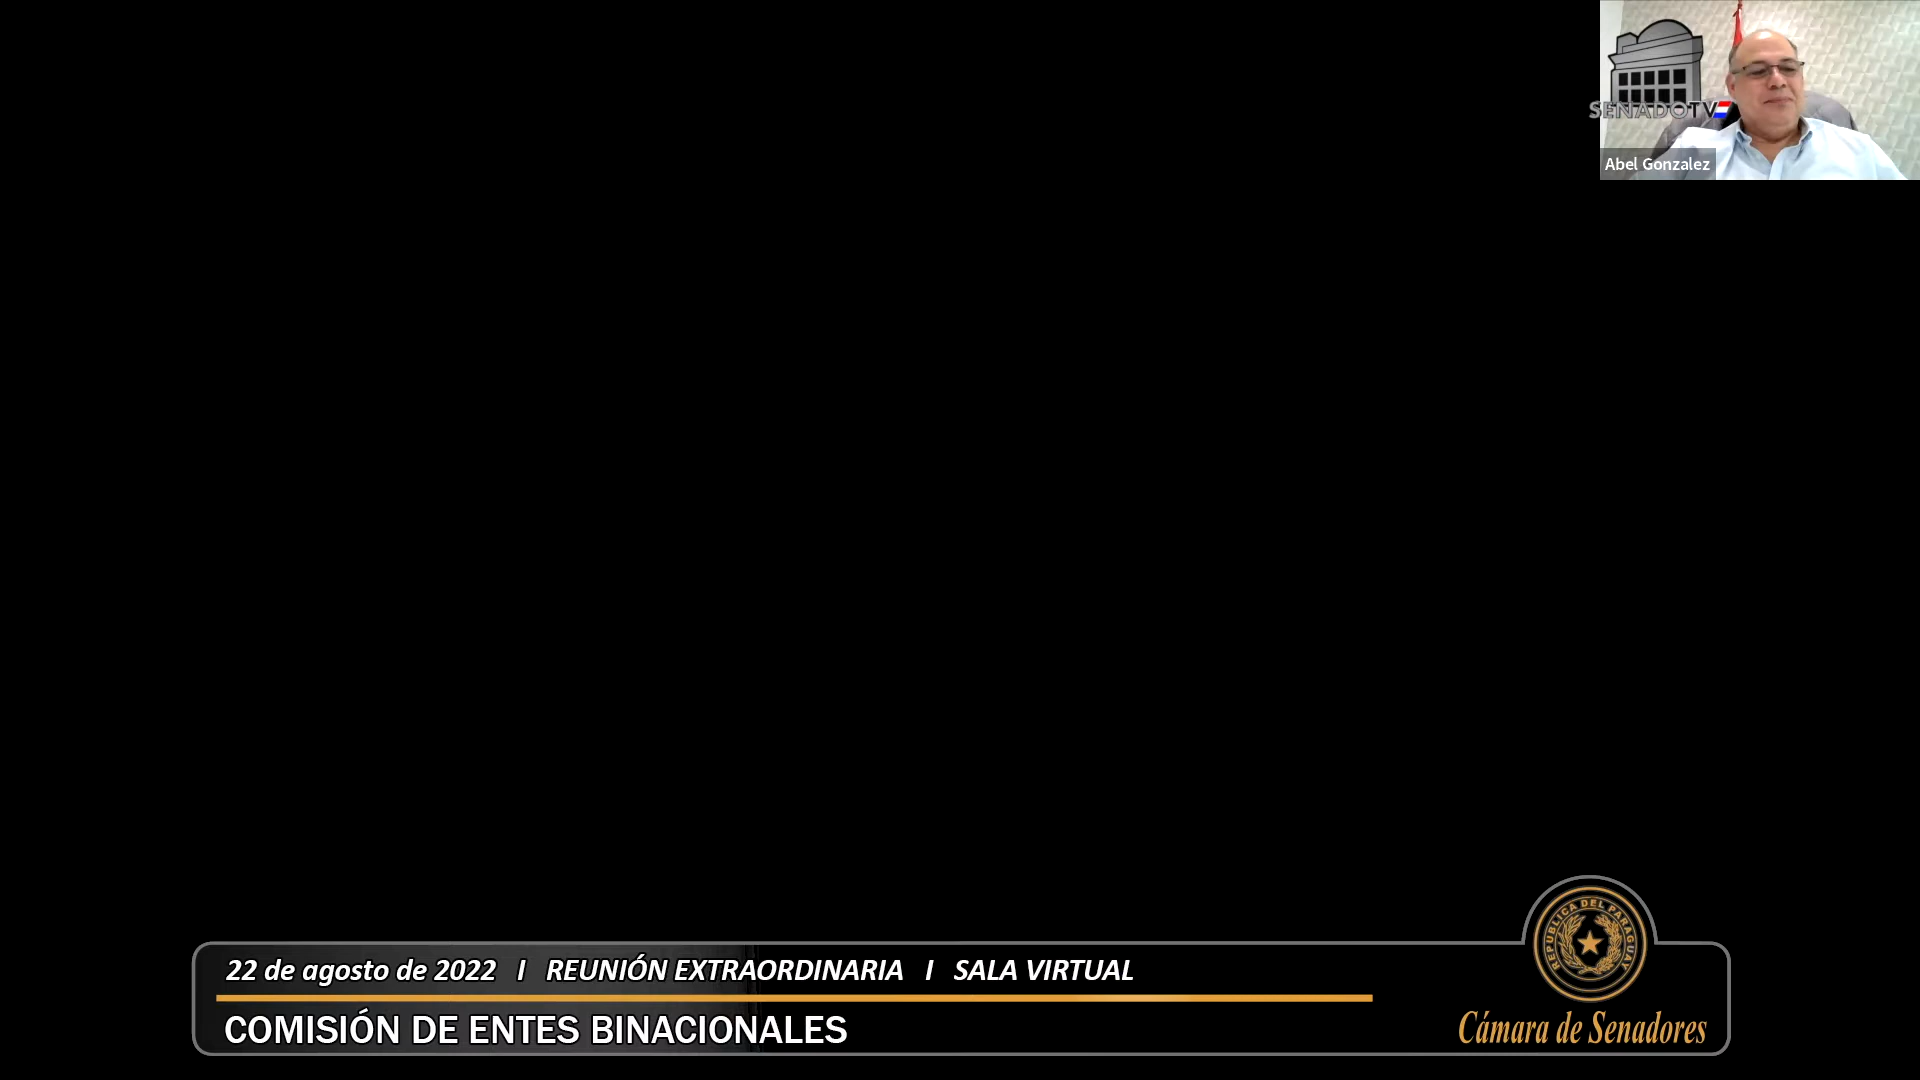 SENADOTV
Abel Gonzalez
REPUBLICA DEL PARAGUAY
22 de agosto de 2022 I REUNIÓN EXTRAORDINARIA I SALA VIRTUAL
COMISIÓN DE ENTES BINACIONALES
Cámara de Senadores